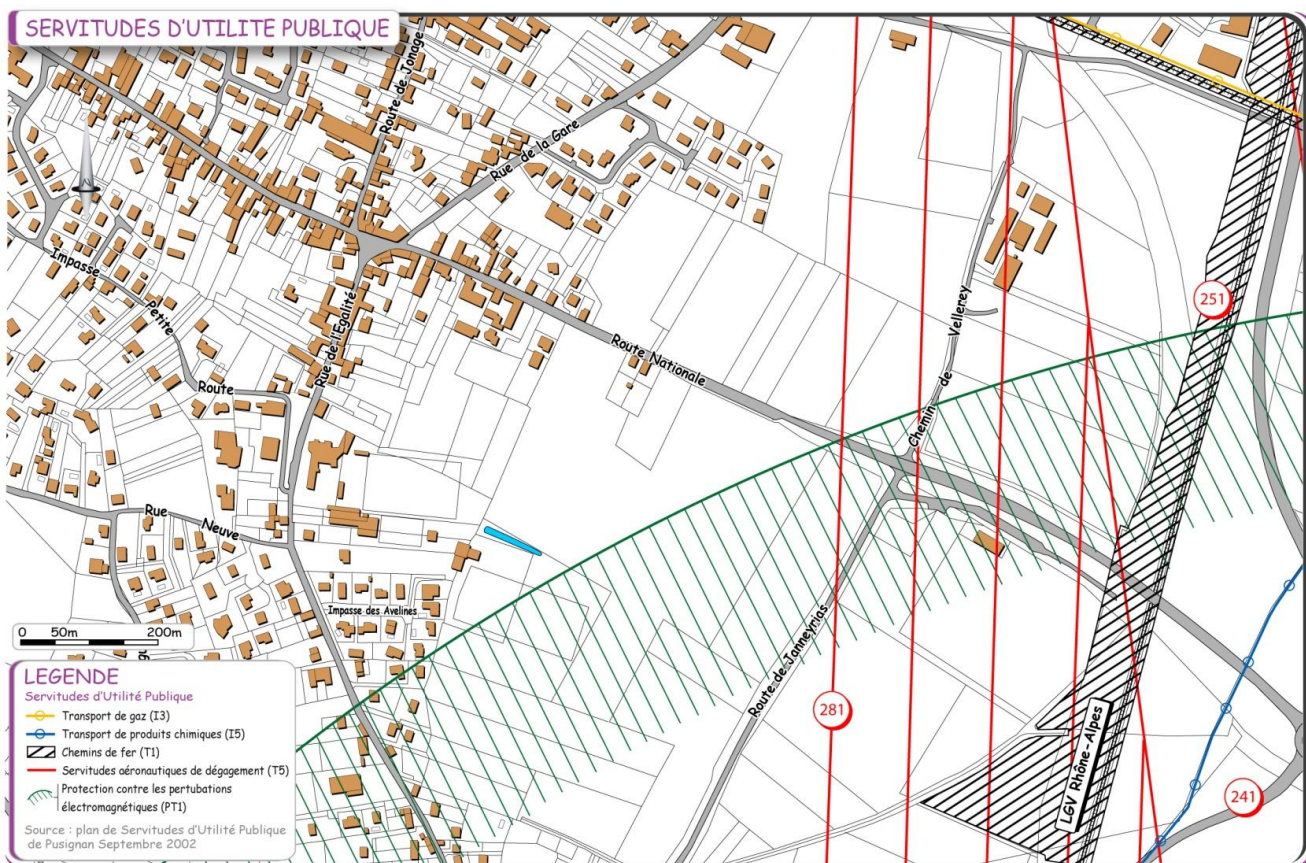 SERVITUDES D'UTILITE PUBLIQUE
Route de Jonage
Rue de la Gare
Impasse
Petite
Route
Rue de l'Egalité
Route Nationale
Chemin de Vellerey
251
Rue
Neuve
Impasse des Avelines
Route de Janneyrias
281
LGV Rhône-Alpes
241
0 50m 200m
LEGENDE
Servitudes d'Utilité Publique
Transport de gaz (I3)
Transport de produits chimiques (I5)
Chemins de fer (T1)
Servitudes aéronautiques de dégagement (T5)
Protection contre les pertubations
électromagnétiques (PT1)
Source : plan de Servitudes d'Utilité Publique
de Pusignan Septembre 2002